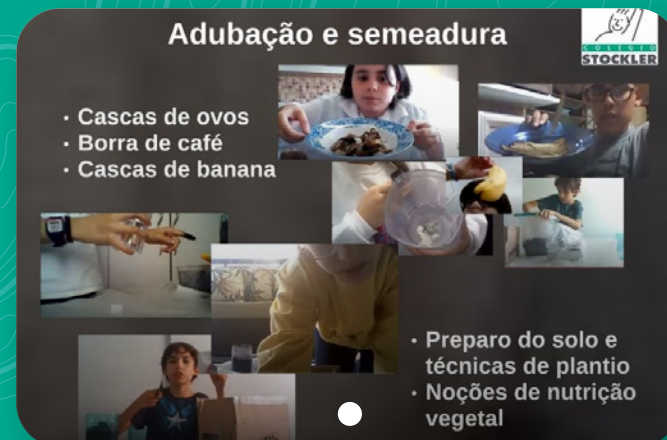 Adubação e semeadura
COLÉGIO
STOCKLER
· Cascas de ovos
· Borra de café
· Cascas de banana
· Preparo do solo e
técnicas de plantio
· Noções de nutrição
vegetal